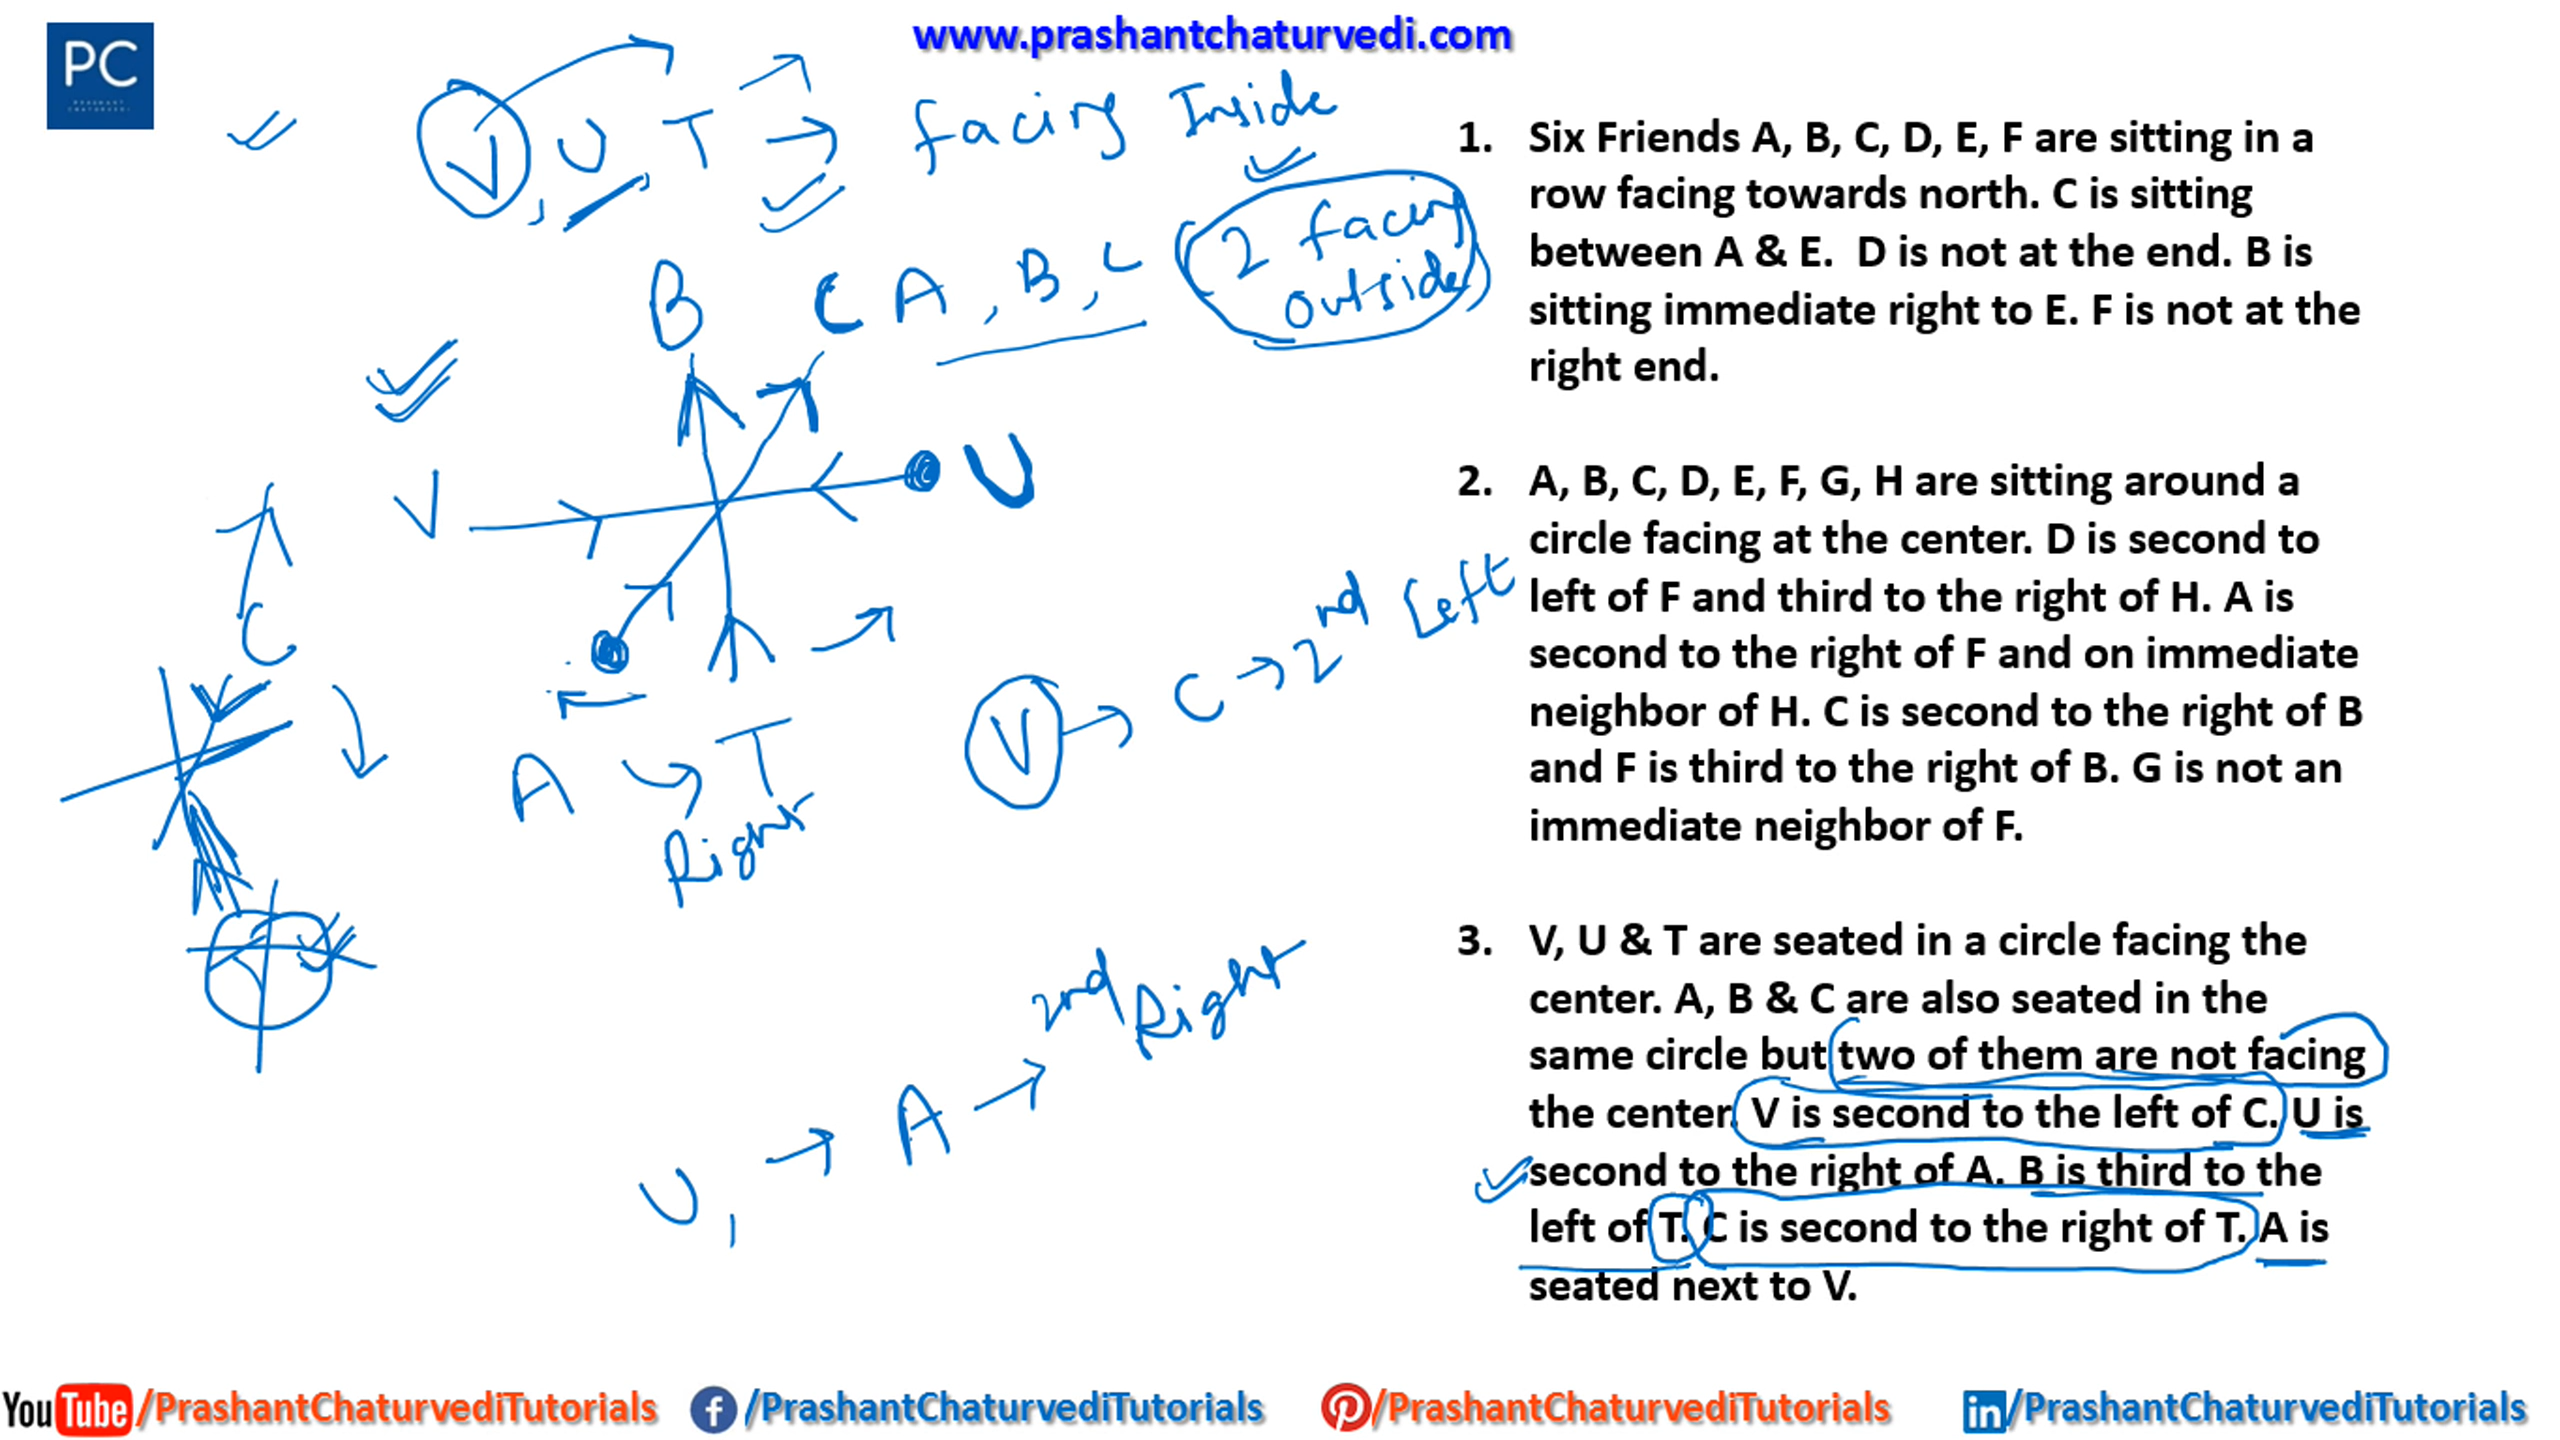 PC
PRASHANT
CHATURVEDI
www.prashantchaturvedi.com
V, U, T → facing Inside
A, B, C (2 facing
outside)
B C
V U
C
A T
Right
V → C → 2nd Left
U, → A → 2nd Right
1. Six Friends A, B, C, D, E, F are sitting in a
row facing towards north. C is sitting
between A & E. D is not at the end. B is
sitting immediate right to E. F is not at the
right end.
2. A, B, C, D, E, F, G, H are sitting around a
circle facing at the center. D is second to
left of F and third to the right of H. A is
second to the right of F and on immediate
neighbor of H. C is second to the right of B
and F is third to the right of B. G is not an
immediate neighbor of F.
3. V, U & T are seated in a circle facing the
center. A, B & C are also seated in the
same circle but two of them are not facing
the center. V is second to the left of C. U is
second to the right of A. B is third to the
left of T. C is second to the right of T. A is
seated next to V.
YouTube/PrashantChaturvediTutorials f/PrashantChaturvediTutorials /PrashantChaturvediTutorials in/PrashantChaturvediTutorials